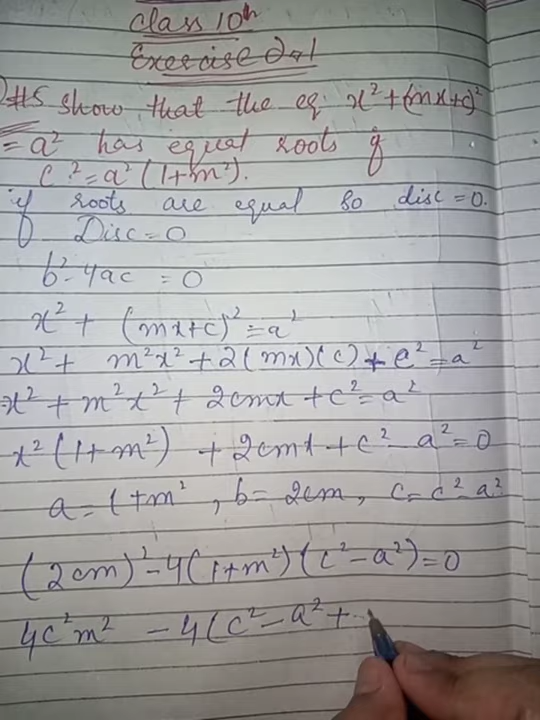 Class 10th
Exercise 2.1
#5 show that the eq: x²+(mx+c)²
= a² has equal roots if
c²=a²(1+m²).
if roots are equal so disc=0.
Disc=0
b²-4ac = 0
x² + (mx+c)²=a²
x²+ m²x²+2(mx)(c)+c²=a²
x²+m²x²+2cmx+c²=a²
x²(1+m²) +2cmx+c²-a²=0
a=1+m², b=2cm, c=c²-a²
(2cm)²-4(1+m²)(c²-a²)=0
4c²m² -4(c²-a²+